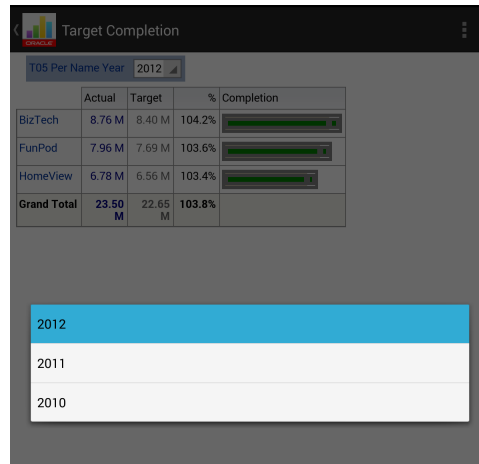 ORACLE
Target Completion
T05 Per Name Year 2012
Actual Target % Completion
BizTech 8.76 M 8.40 M 104.2%
FunPod 7.96 M 7.69 M 103.6%
HomeView 6.78 M 6.56 M 103.4%
Grand Total 23.50 22.65 103.8%
M M
2012
2011
2010